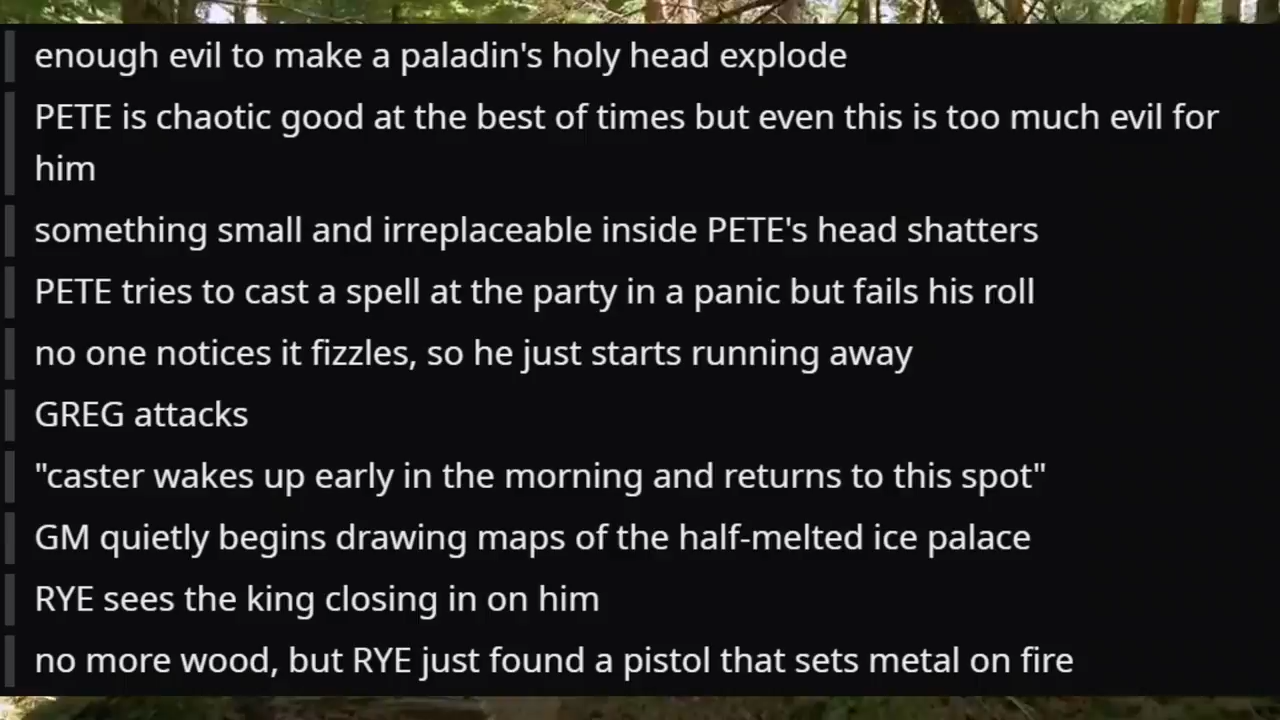 enough evil to make a paladin's holy head explode
PETE is chaotic good at the best of times but even this is too much evil for
him
something small and irreplaceable inside PETE's head shatters
PETE tries to cast a spell at the party in a panic but fails his roll
no one notices it fizzles, so he just starts running away
GREG attacks
"caster wakes up early in the morning and returns to this spot"
GM quietly begins drawing maps of the half-melted ice palace
RYE sees the king closing in on him
no more wood, but RYE just found a pistol that sets metal on fire